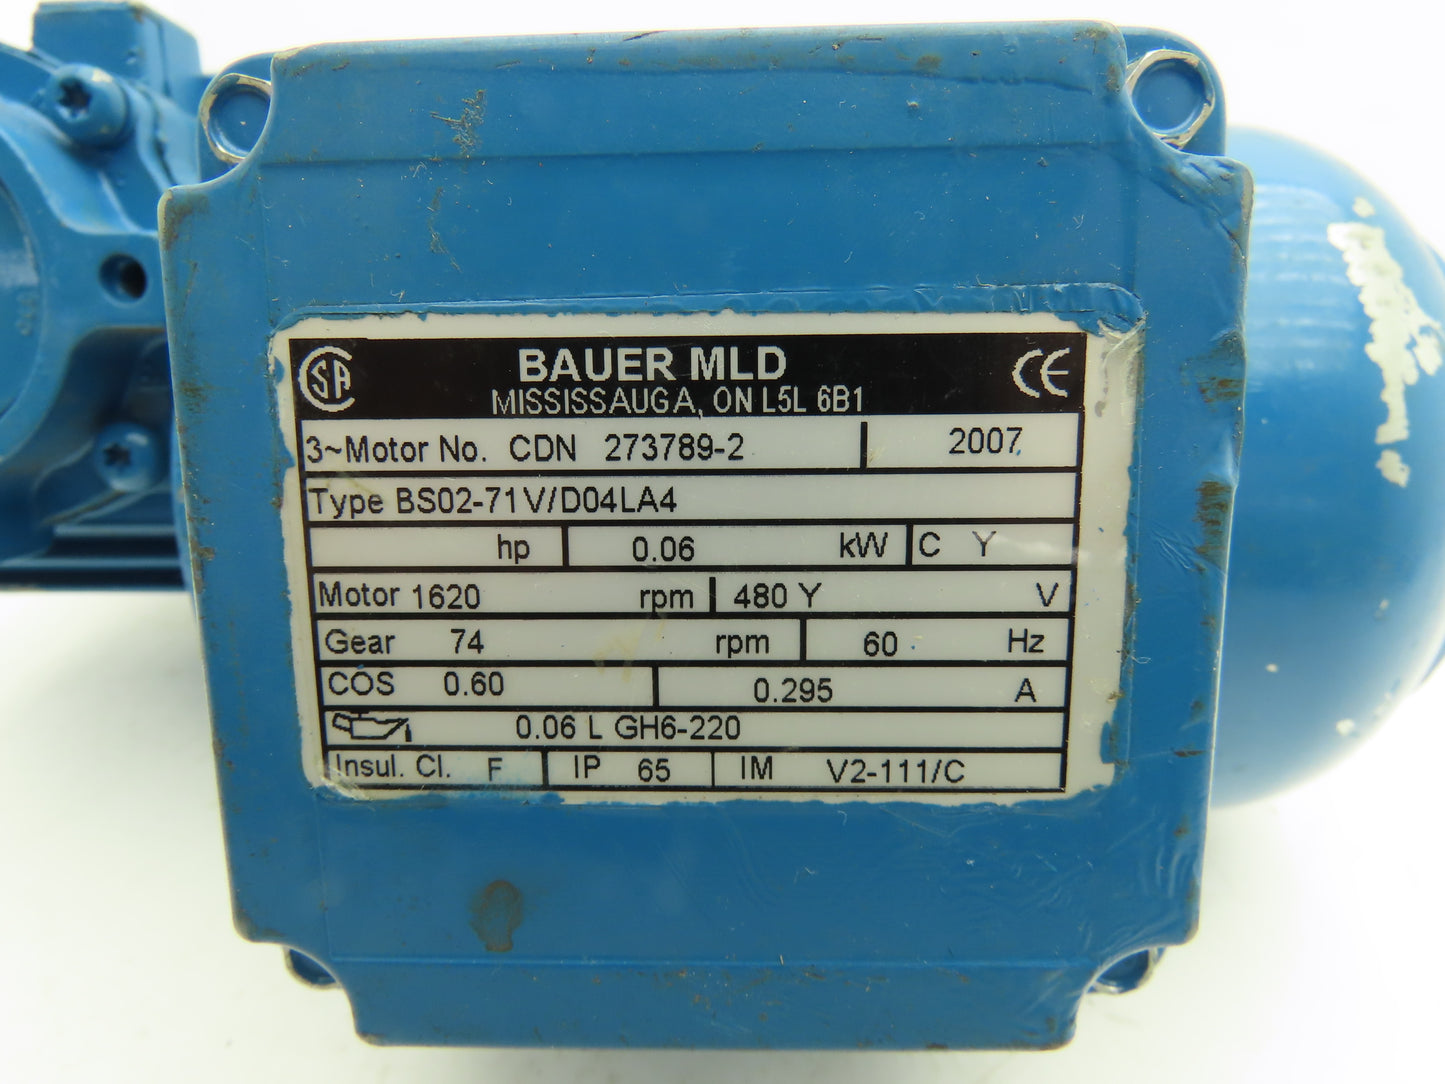 BAUER MLD
MISSISSAUGA, ON L5L 6B1
CSA
CE
3~Motor No. CDN 273789-2 2007
Type BS02-71V/D04LA4
hp 0.06 kW C Y
Motor 1620 rpm 480 Y V
Gear 74 rpm 60 Hz
COS 0.60 0.295 A
0.06 L GH6-220
Insul. Cl. F IP 65 IM V2-111/C